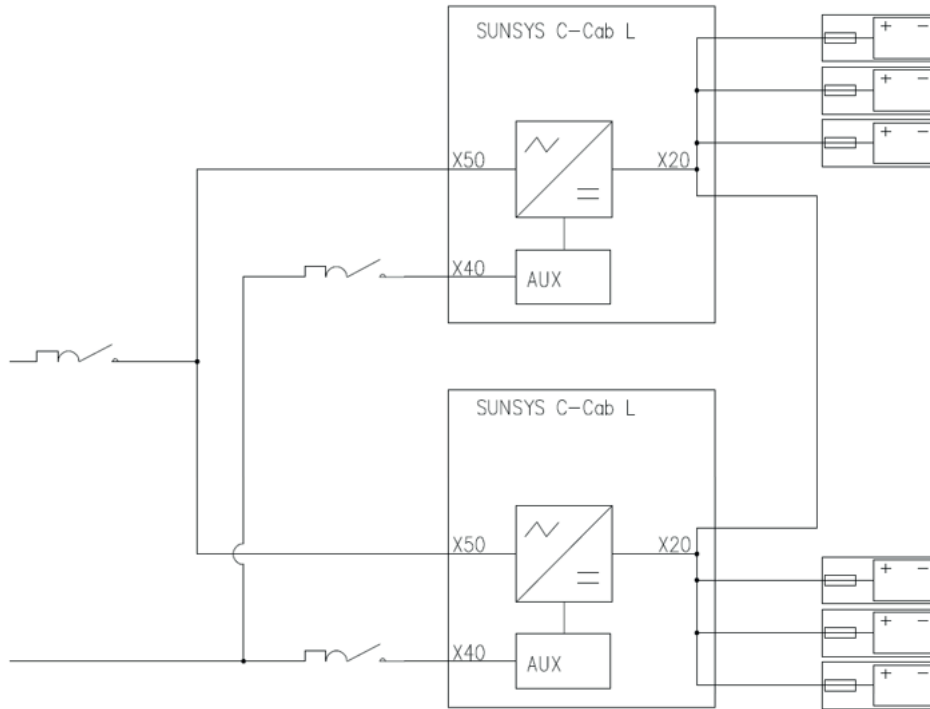 SUNSYS C-Cab L
+ -
+ -
+ -
X50
X20
X40
AUX
SUNSYS C-Cab L
X50
X20
X40
AUX
+ -
+ -
+ -